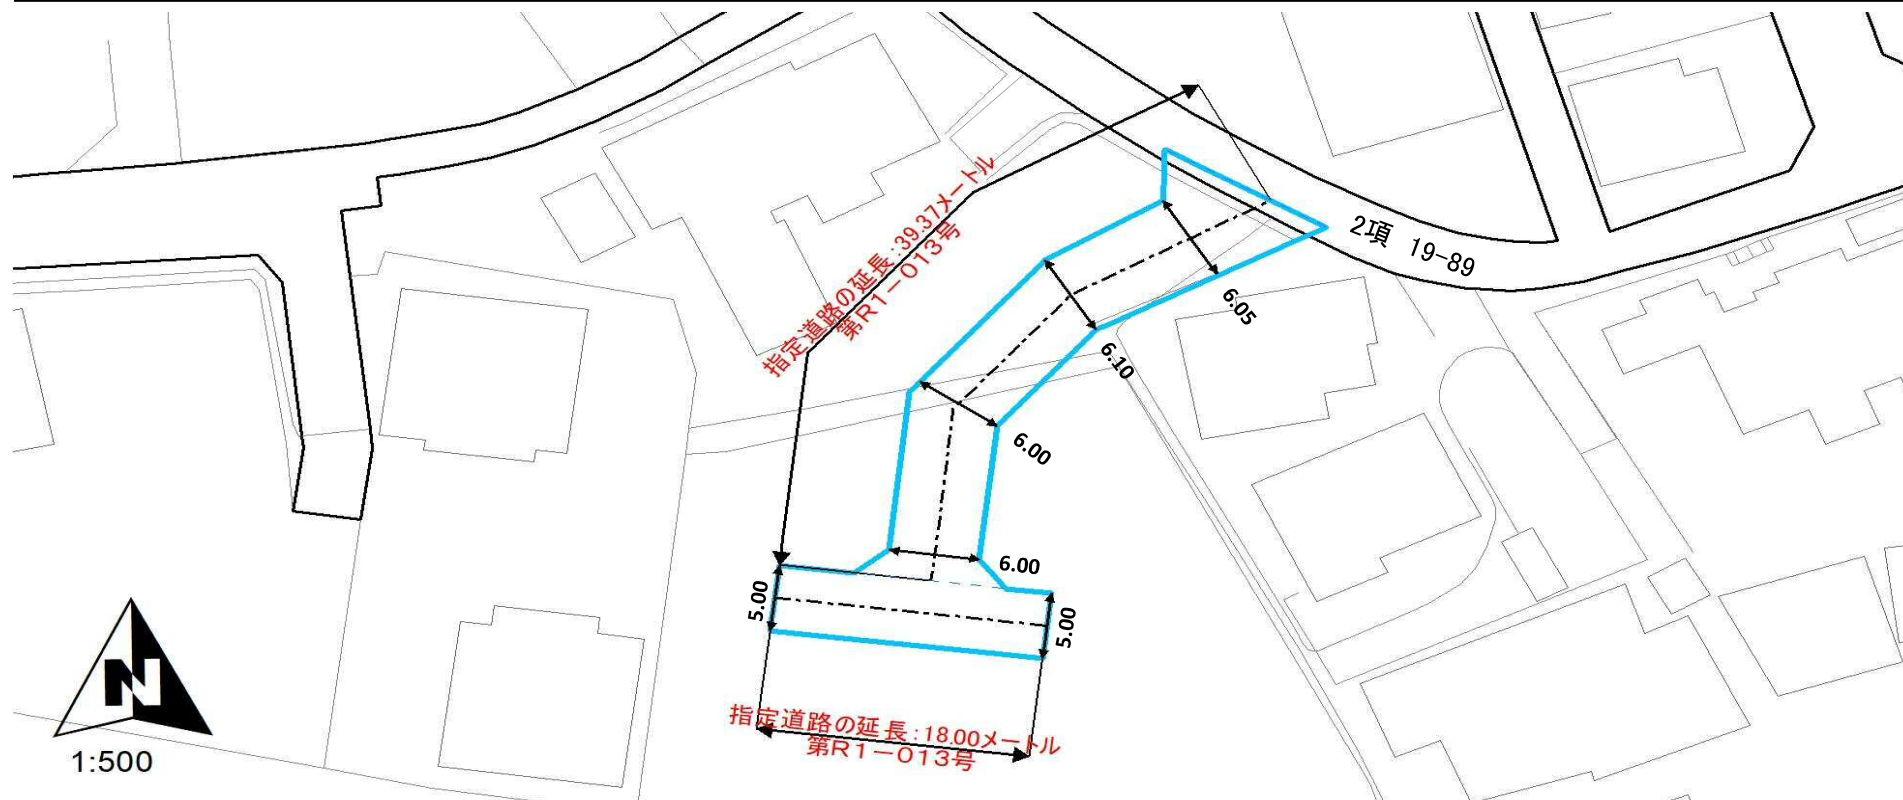 指定道路の延長:39.37メートル
第R1-013号
2項 19-89
6.05
6.10
6.00
6.00
5.00
5.00
指定道路の延長:18.00メートル
第R1-013号
N
1:500